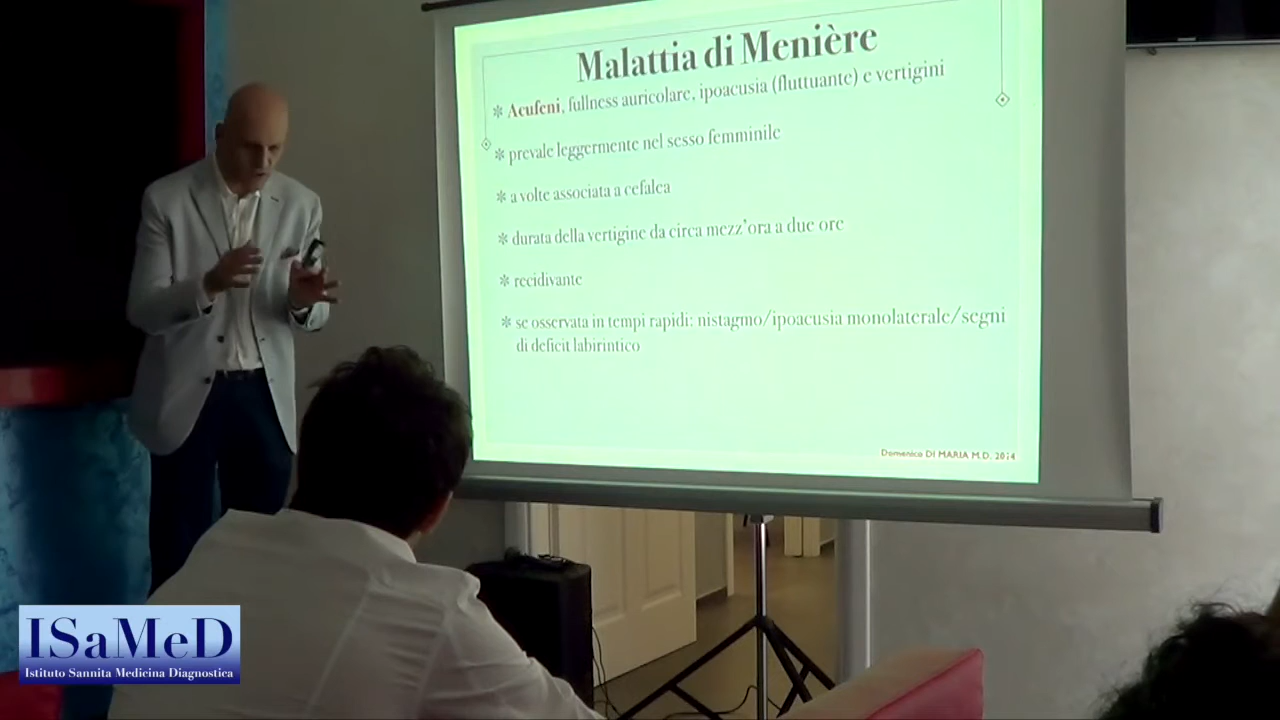 Malattia di Menière
* Acufeni, fullness auricolare, ipoacusia (fluttuante) e vertigini
* prevale leggermente nel sesso femminile
* a volte associata a cefalea
* durata della vertigine da circa mezz'ora a due ore
* recidivante
* se osservata in tempi rapidi: nistagmo/ipoacusia monolaterale/segni
di deficit labirintico
Domenico DI MARIA M.D. 2014
ISaMeD
Istituto Sannita Medicina Diagnostica